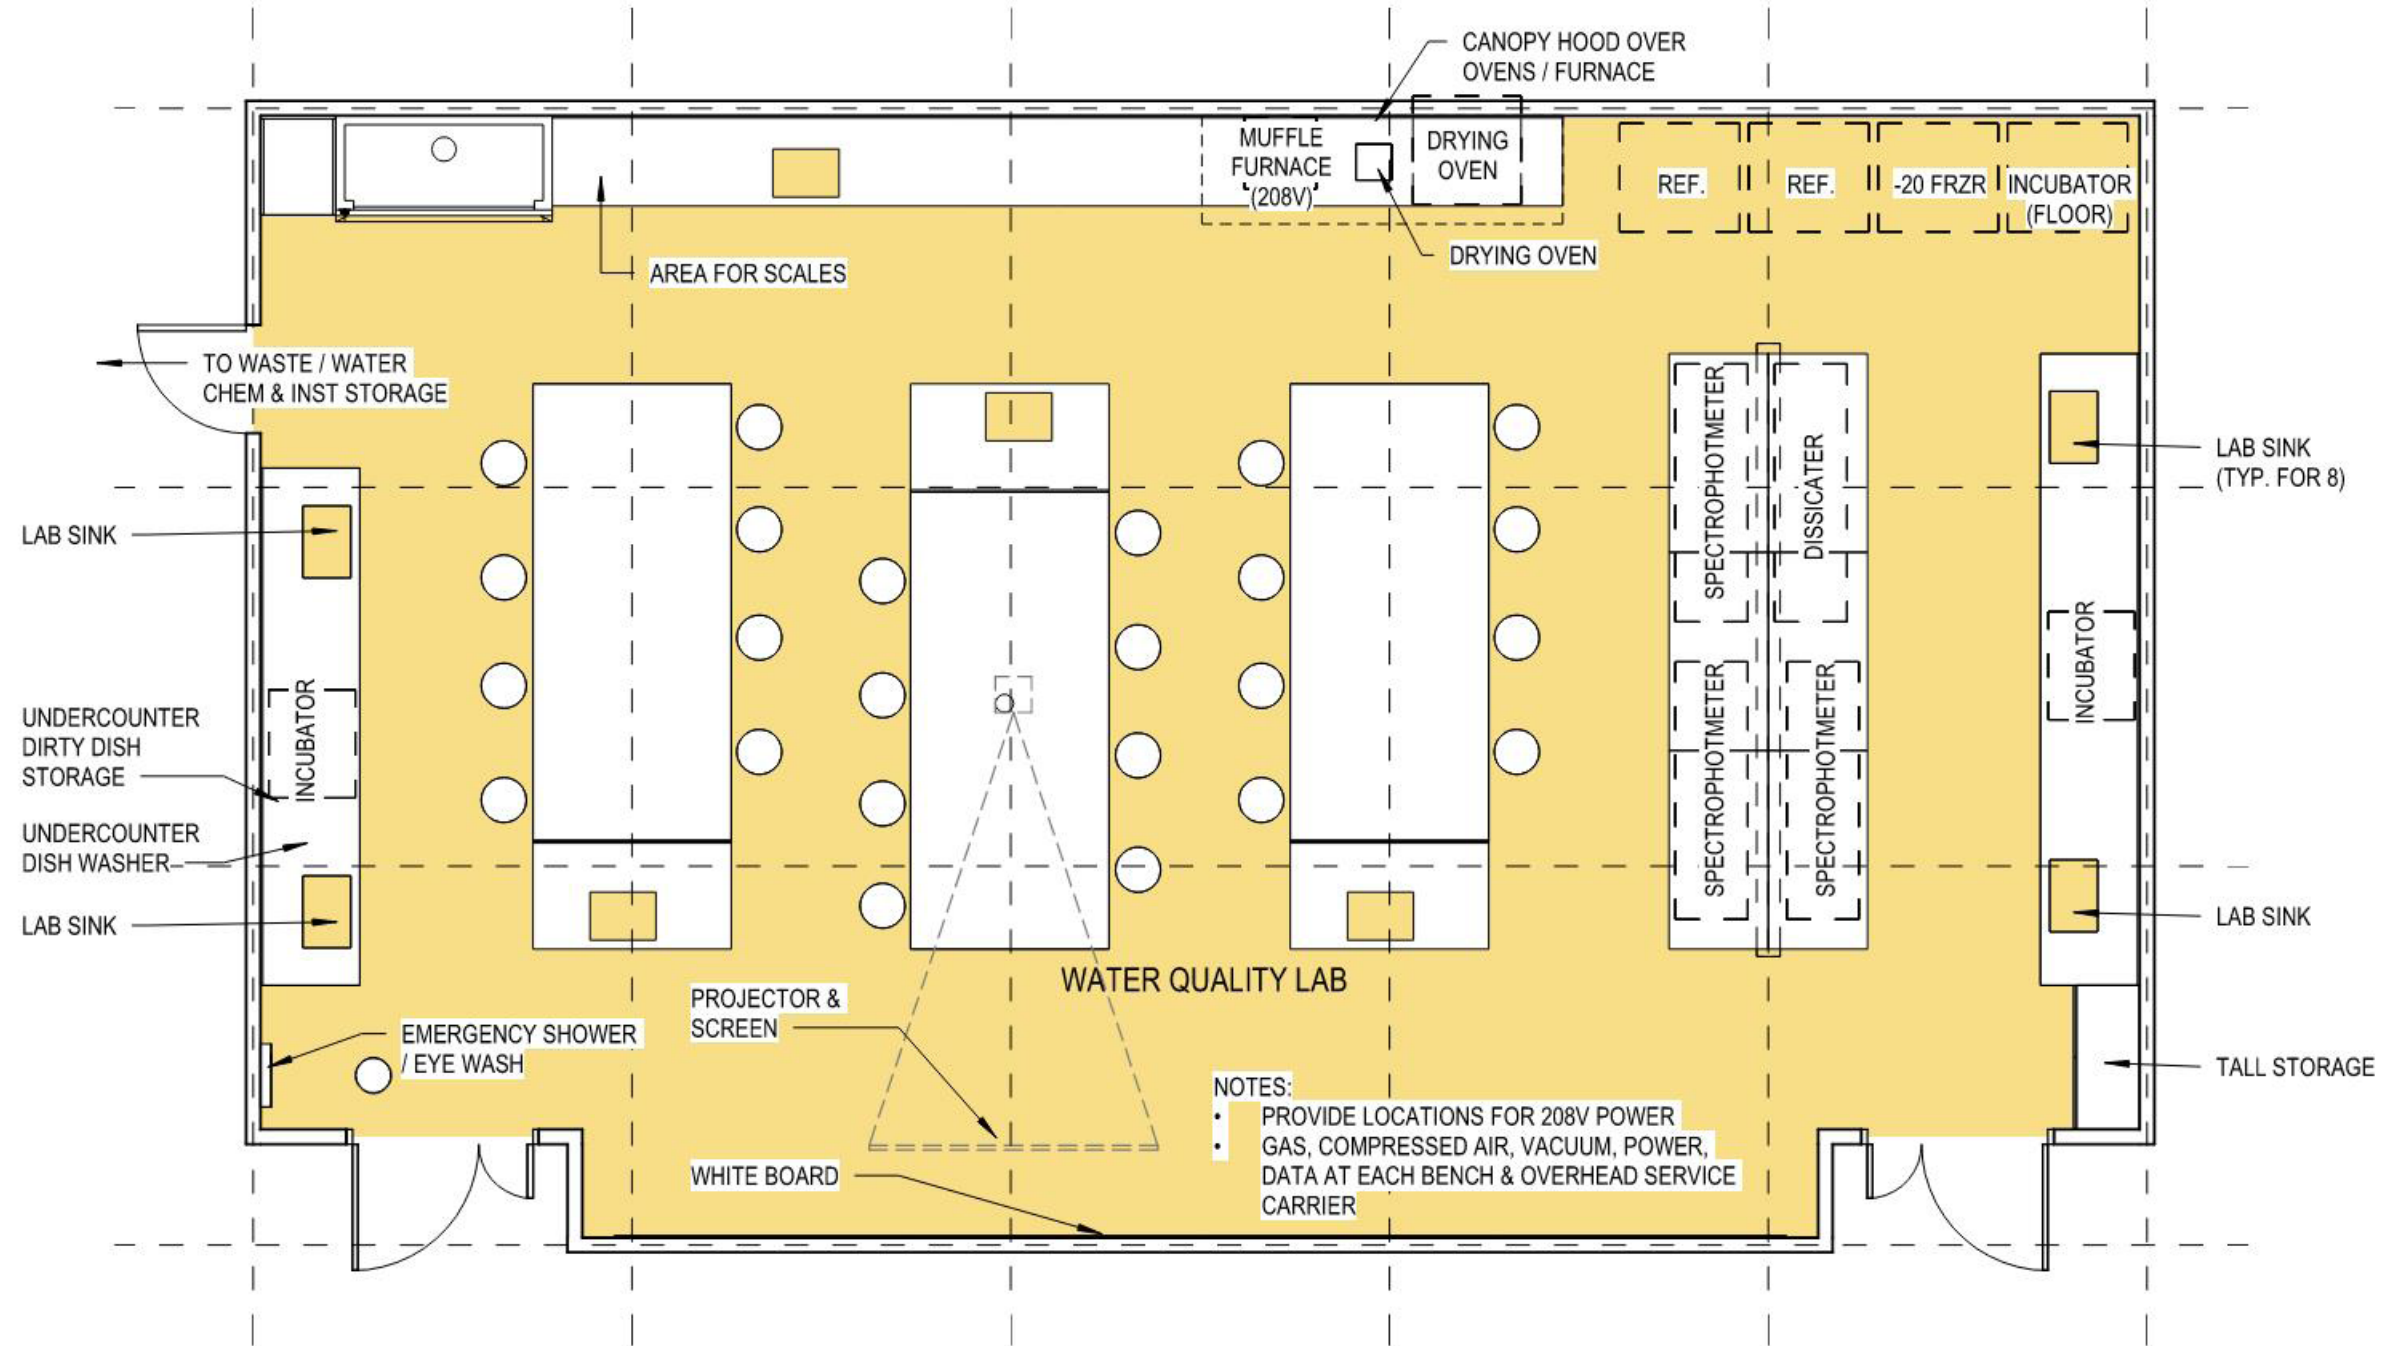 CANOPY HOOD OVER
OVENS / FURNACE
MUFFLE
FURNACE
(208V)
DRYING
OVEN
REF.
REF.
-20 FRZR
INCUBATOR
(FLOOR)
DRYING OVEN
AREA FOR SCALES
TO WASTE / WATER
CHEM & INST STORAGE
SPECTROPHOTMETER
DISSICATER
LAB SINK
(TYP. FOR 8)
LAB SINK
INCUBATOR
INCUBATOR
UNDERCOUNTER
DIRTY DISH
STORAGE
SPECTROPHOTMETER
SPECTROPHOTMETER
UNDERCOUNTER
DISH WASHER
LAB SINK
LAB SINK
WATER QUALITY LAB
PROJECTOR &
SCREEN
EMERGENCY SHOWER
/ EYE WASH
TALL STORAGE
NOTES:
• PROVIDE LOCATIONS FOR 208V POWER
• GAS, COMPRESSED AIR, VACUUM, POWER,
DATA AT EACH BENCH & OVERHEAD SERVICE
CARRIER
WHITE BOARD